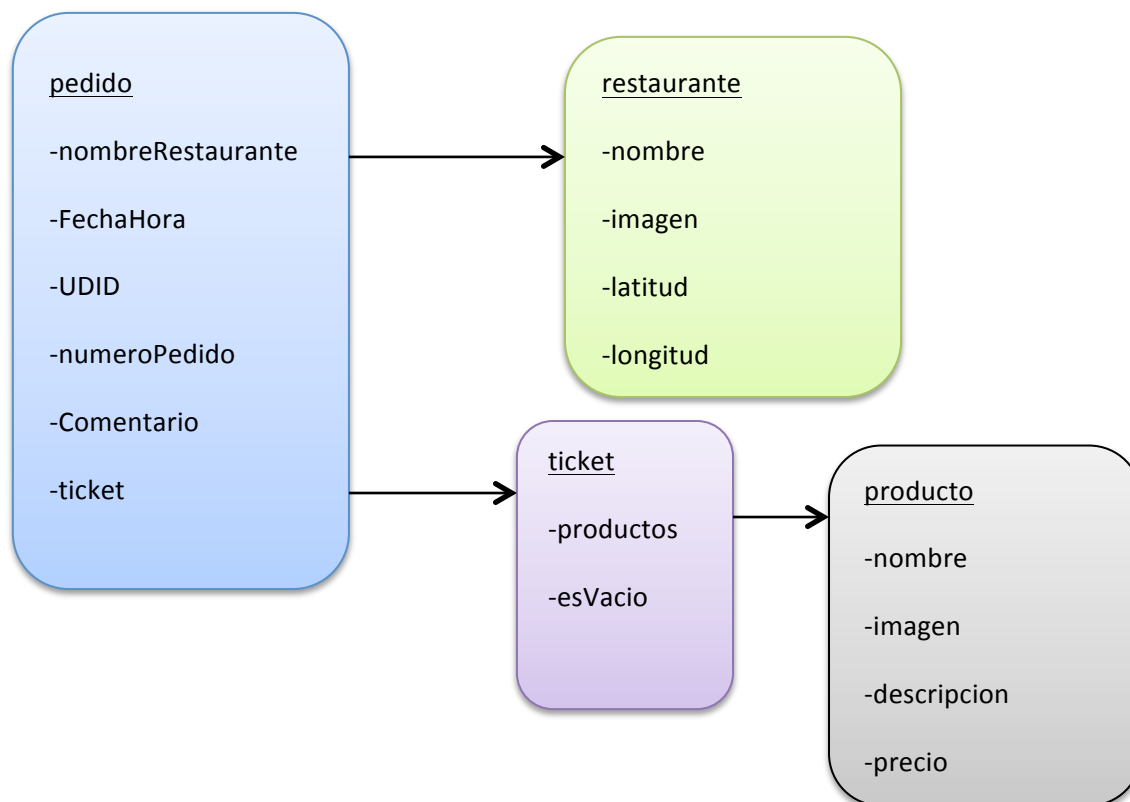 pedido
-nombreRestaurante
-FechaHora
-UDID
-numeroPedido
-Comentario
-ticket
restaurante
-nombre
-imagen
-latitud
-longitud
ticket
-productos
-esVacio
producto
-nombre
-imagen
-descripcion
-precio